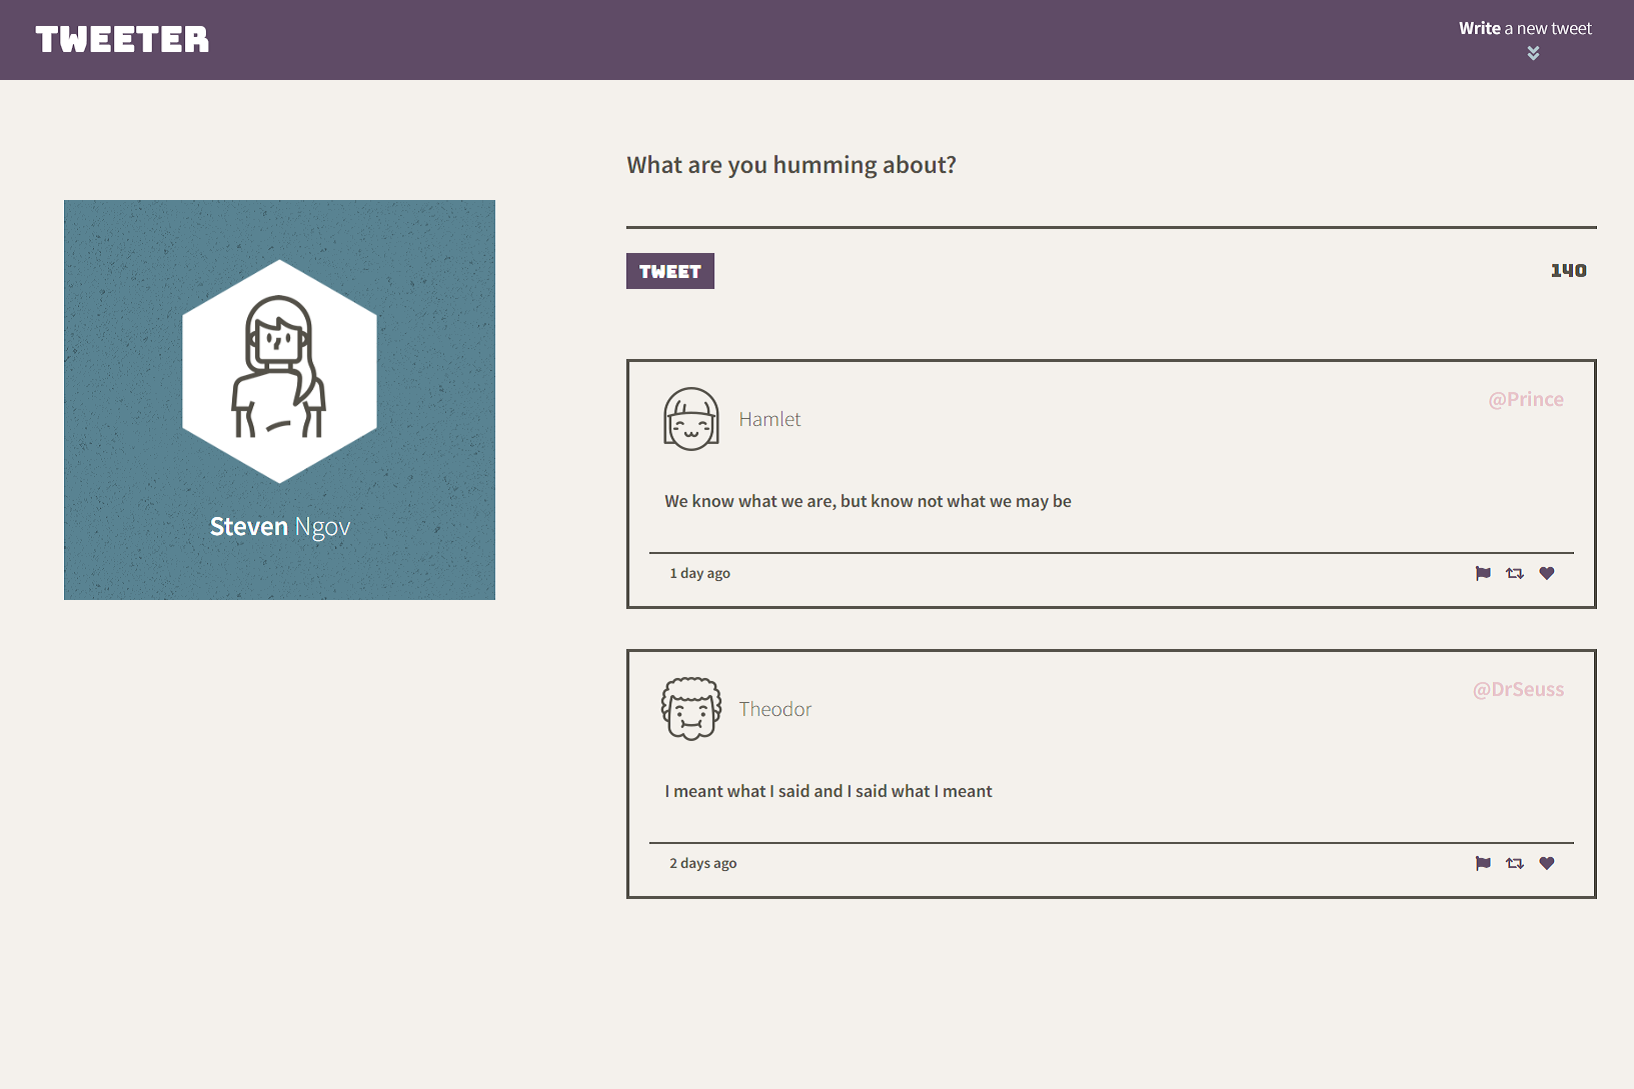 TWEETER
Write a new tweet
Steven Ngov
What are you humming about?
TWEET
140
Hamlet
@Prince
We know what we are, but know not what we may be
1 day ago
Theodor
@DrSeuss
I meant what I said and I said what I meant
2 days ago